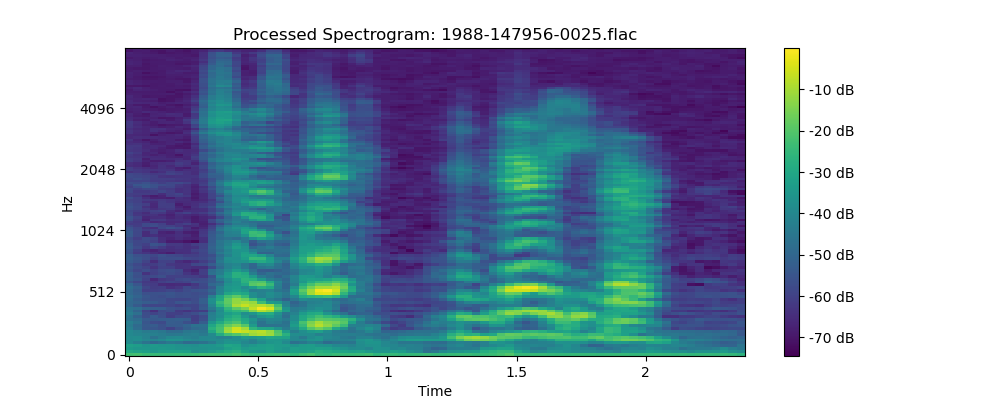 Processed Spectrogram: 1988-147956-0025.flac
Hz
4096
2048
1024
512
0
0
0.5
1
1.5
2
Time
-10 dB
-20 dB
-30 dB
-40 dB
-50 dB
-60 dB
-70 dB